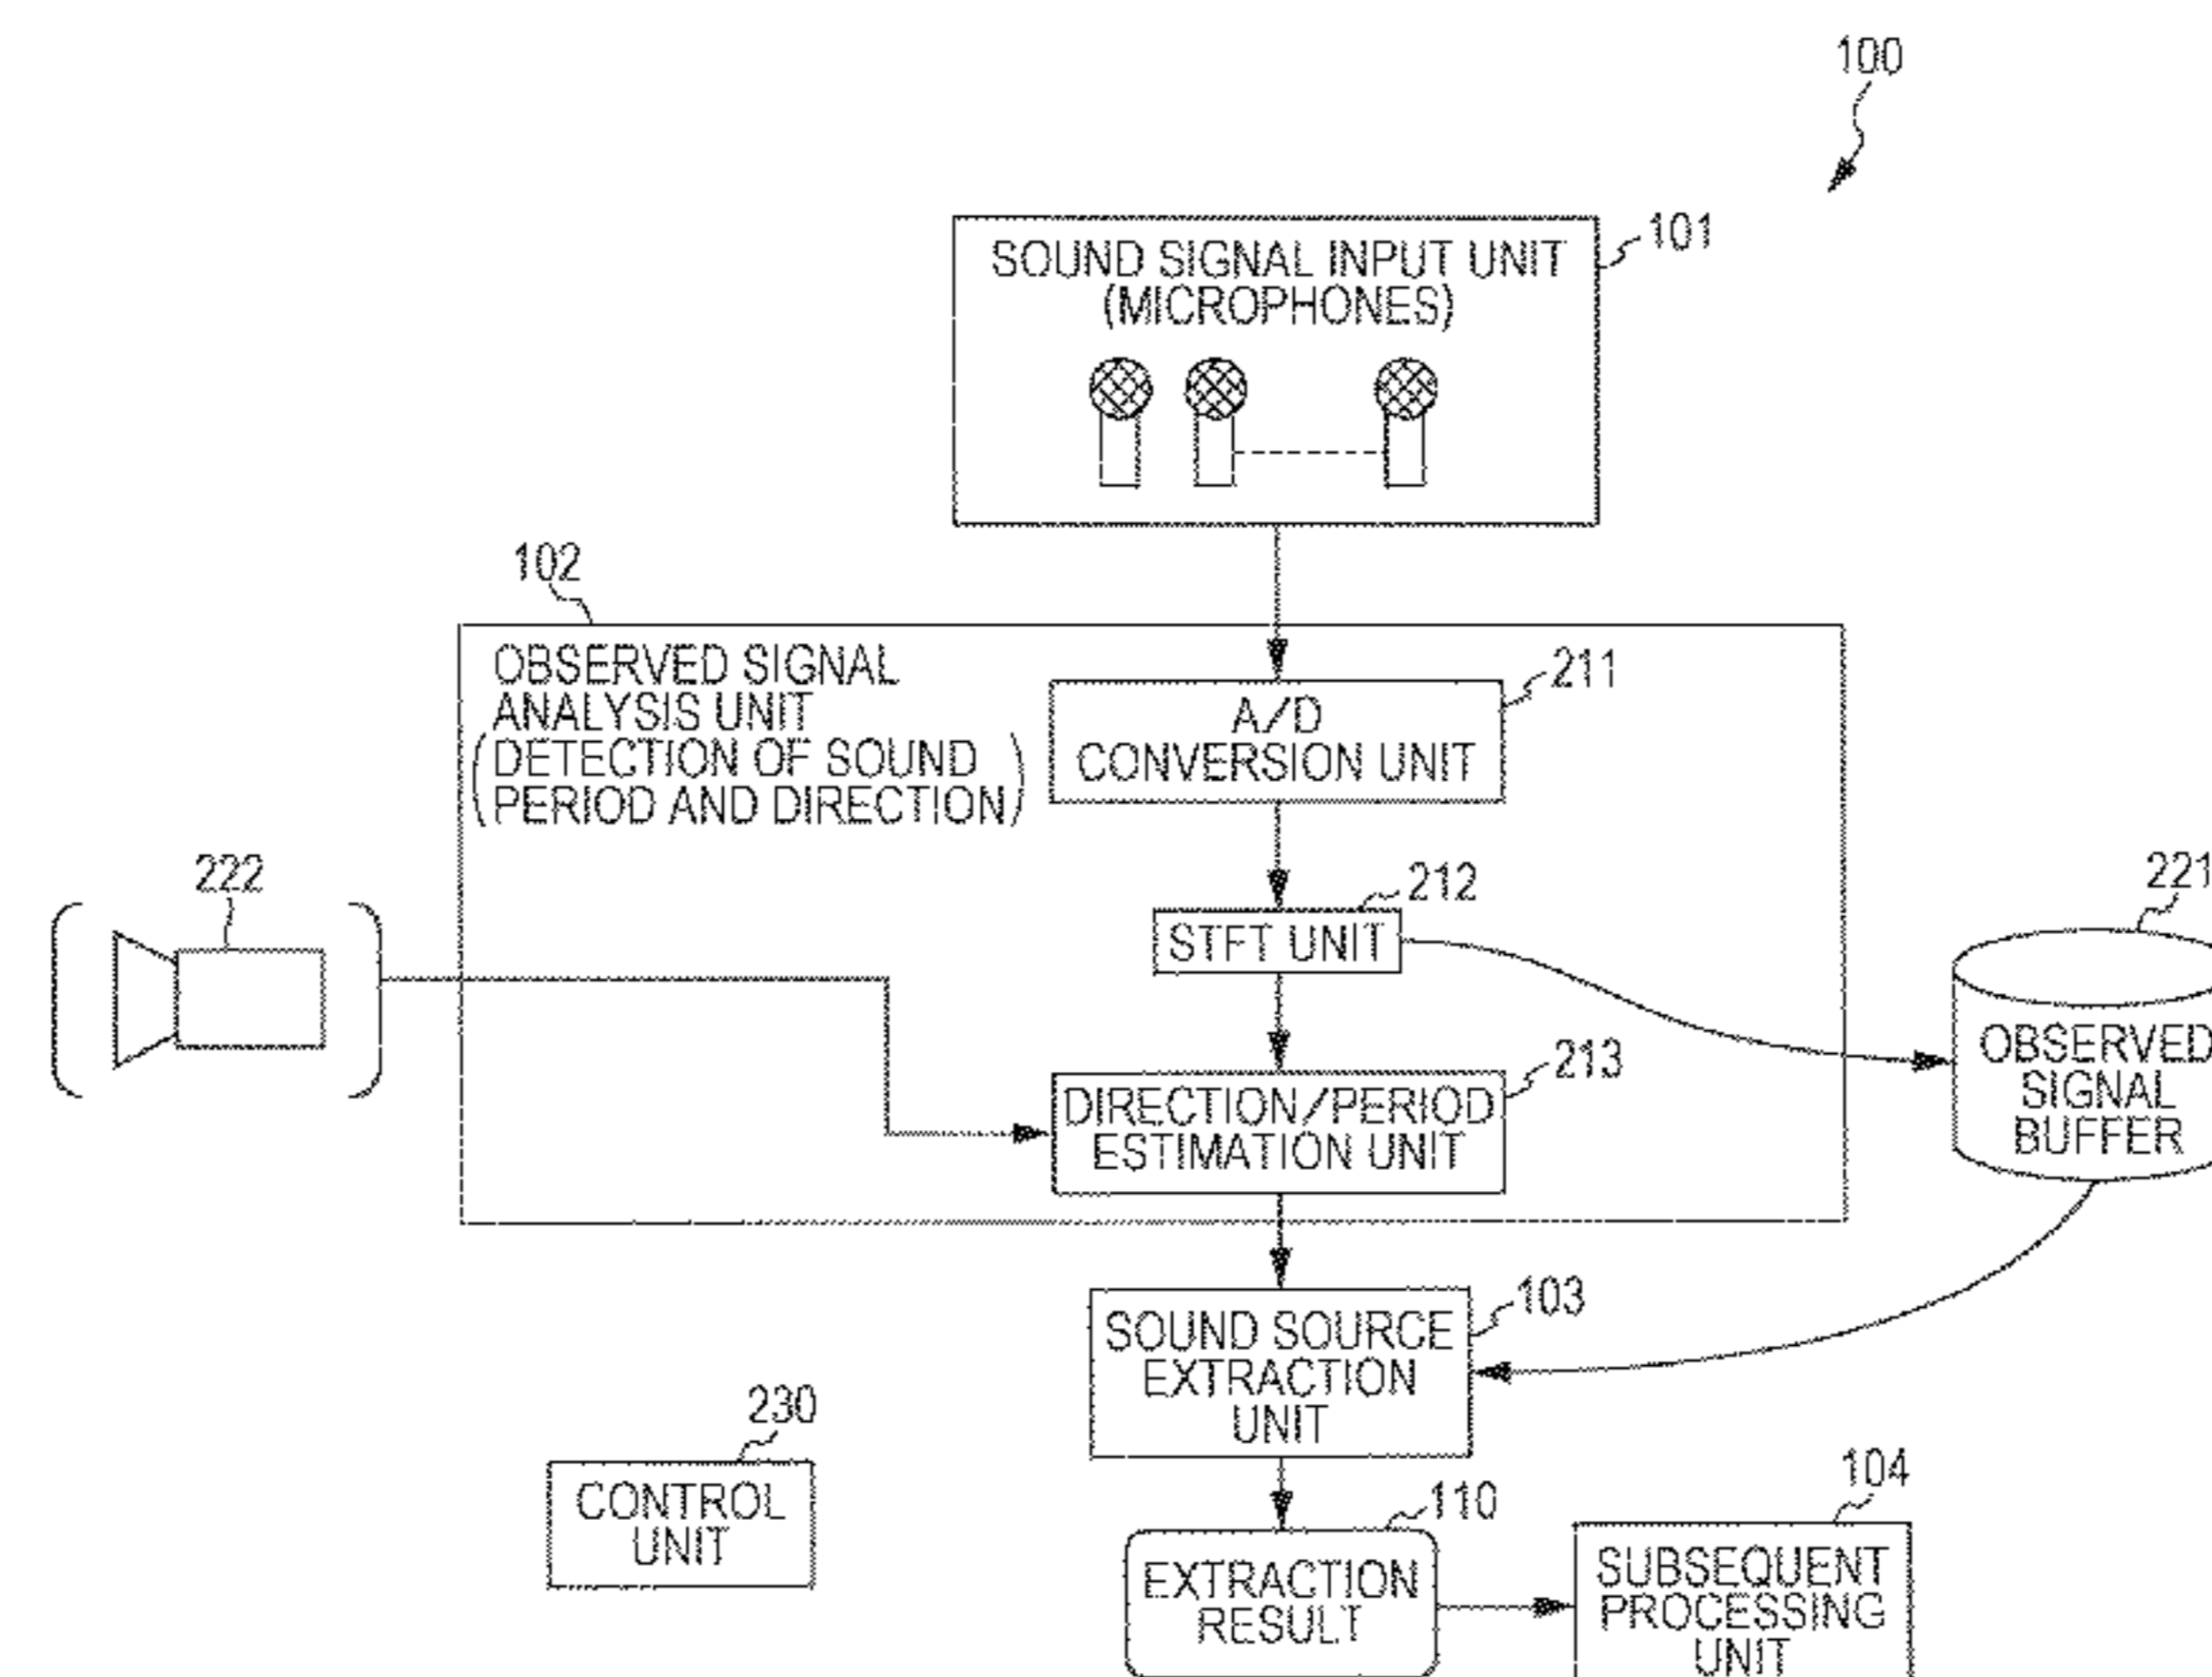 100
SOUND SIGNAL INPUT UNIT
(MICROPHONES)
101
102
OBSERVED SIGNAL
ANALYSIS UNIT
(DETECTION OF SOUND
PERIOD AND DIRECTION)
A/D
CONVERSION UNIT
211
222
STFT UNIT
212
221
OBSERVED
SIGNAL
BUFFER
DIRECTION/PERIOD
ESTIMATION UNIT
213
SOUND SOURCE
EXTRACTION
UNIT
103
230
CONTROL
UNIT
EXTRACTION
RESULT
110
104
SUBSEQUENT
PROCESSING
UNIT